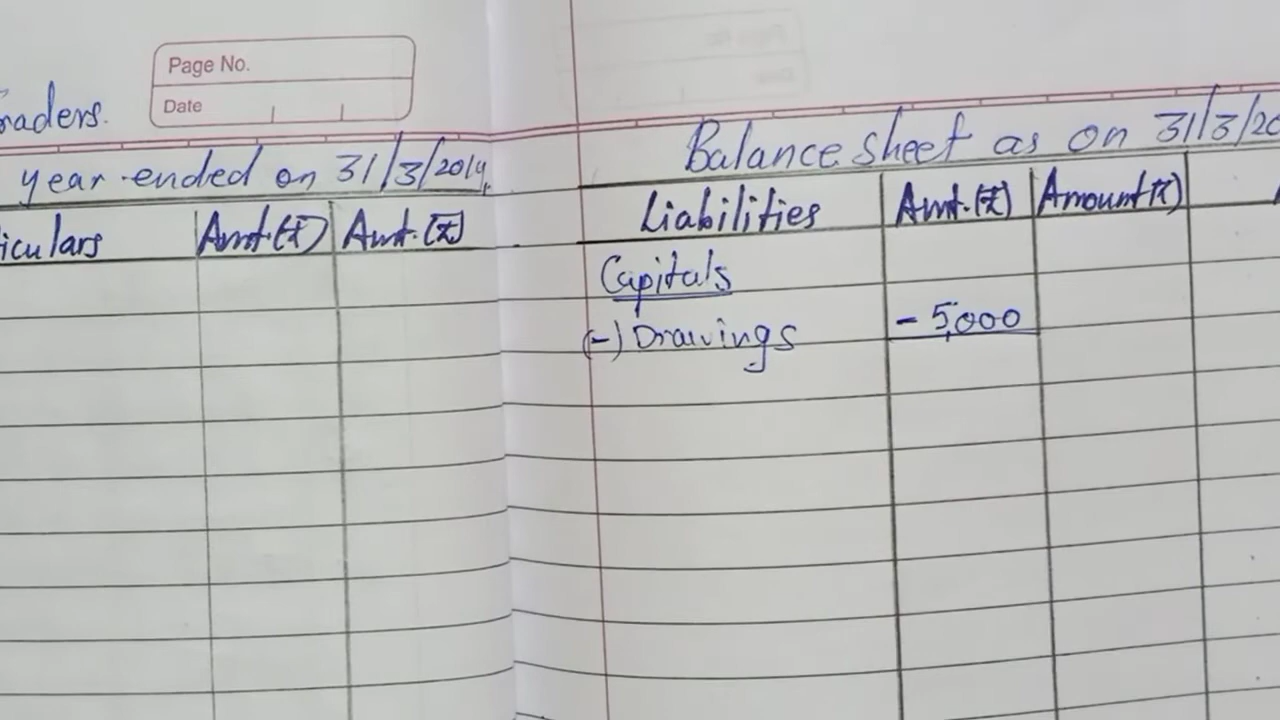 Page No.
Date
raders.
year ended on 31/3/2014,
iculars Amt.(₹) Amt.(₹)
Balance sheet as on 31/3/20
Liabilities Amt.(₹) Amount(₹)
Capitals
(-) Drawings - 5,000